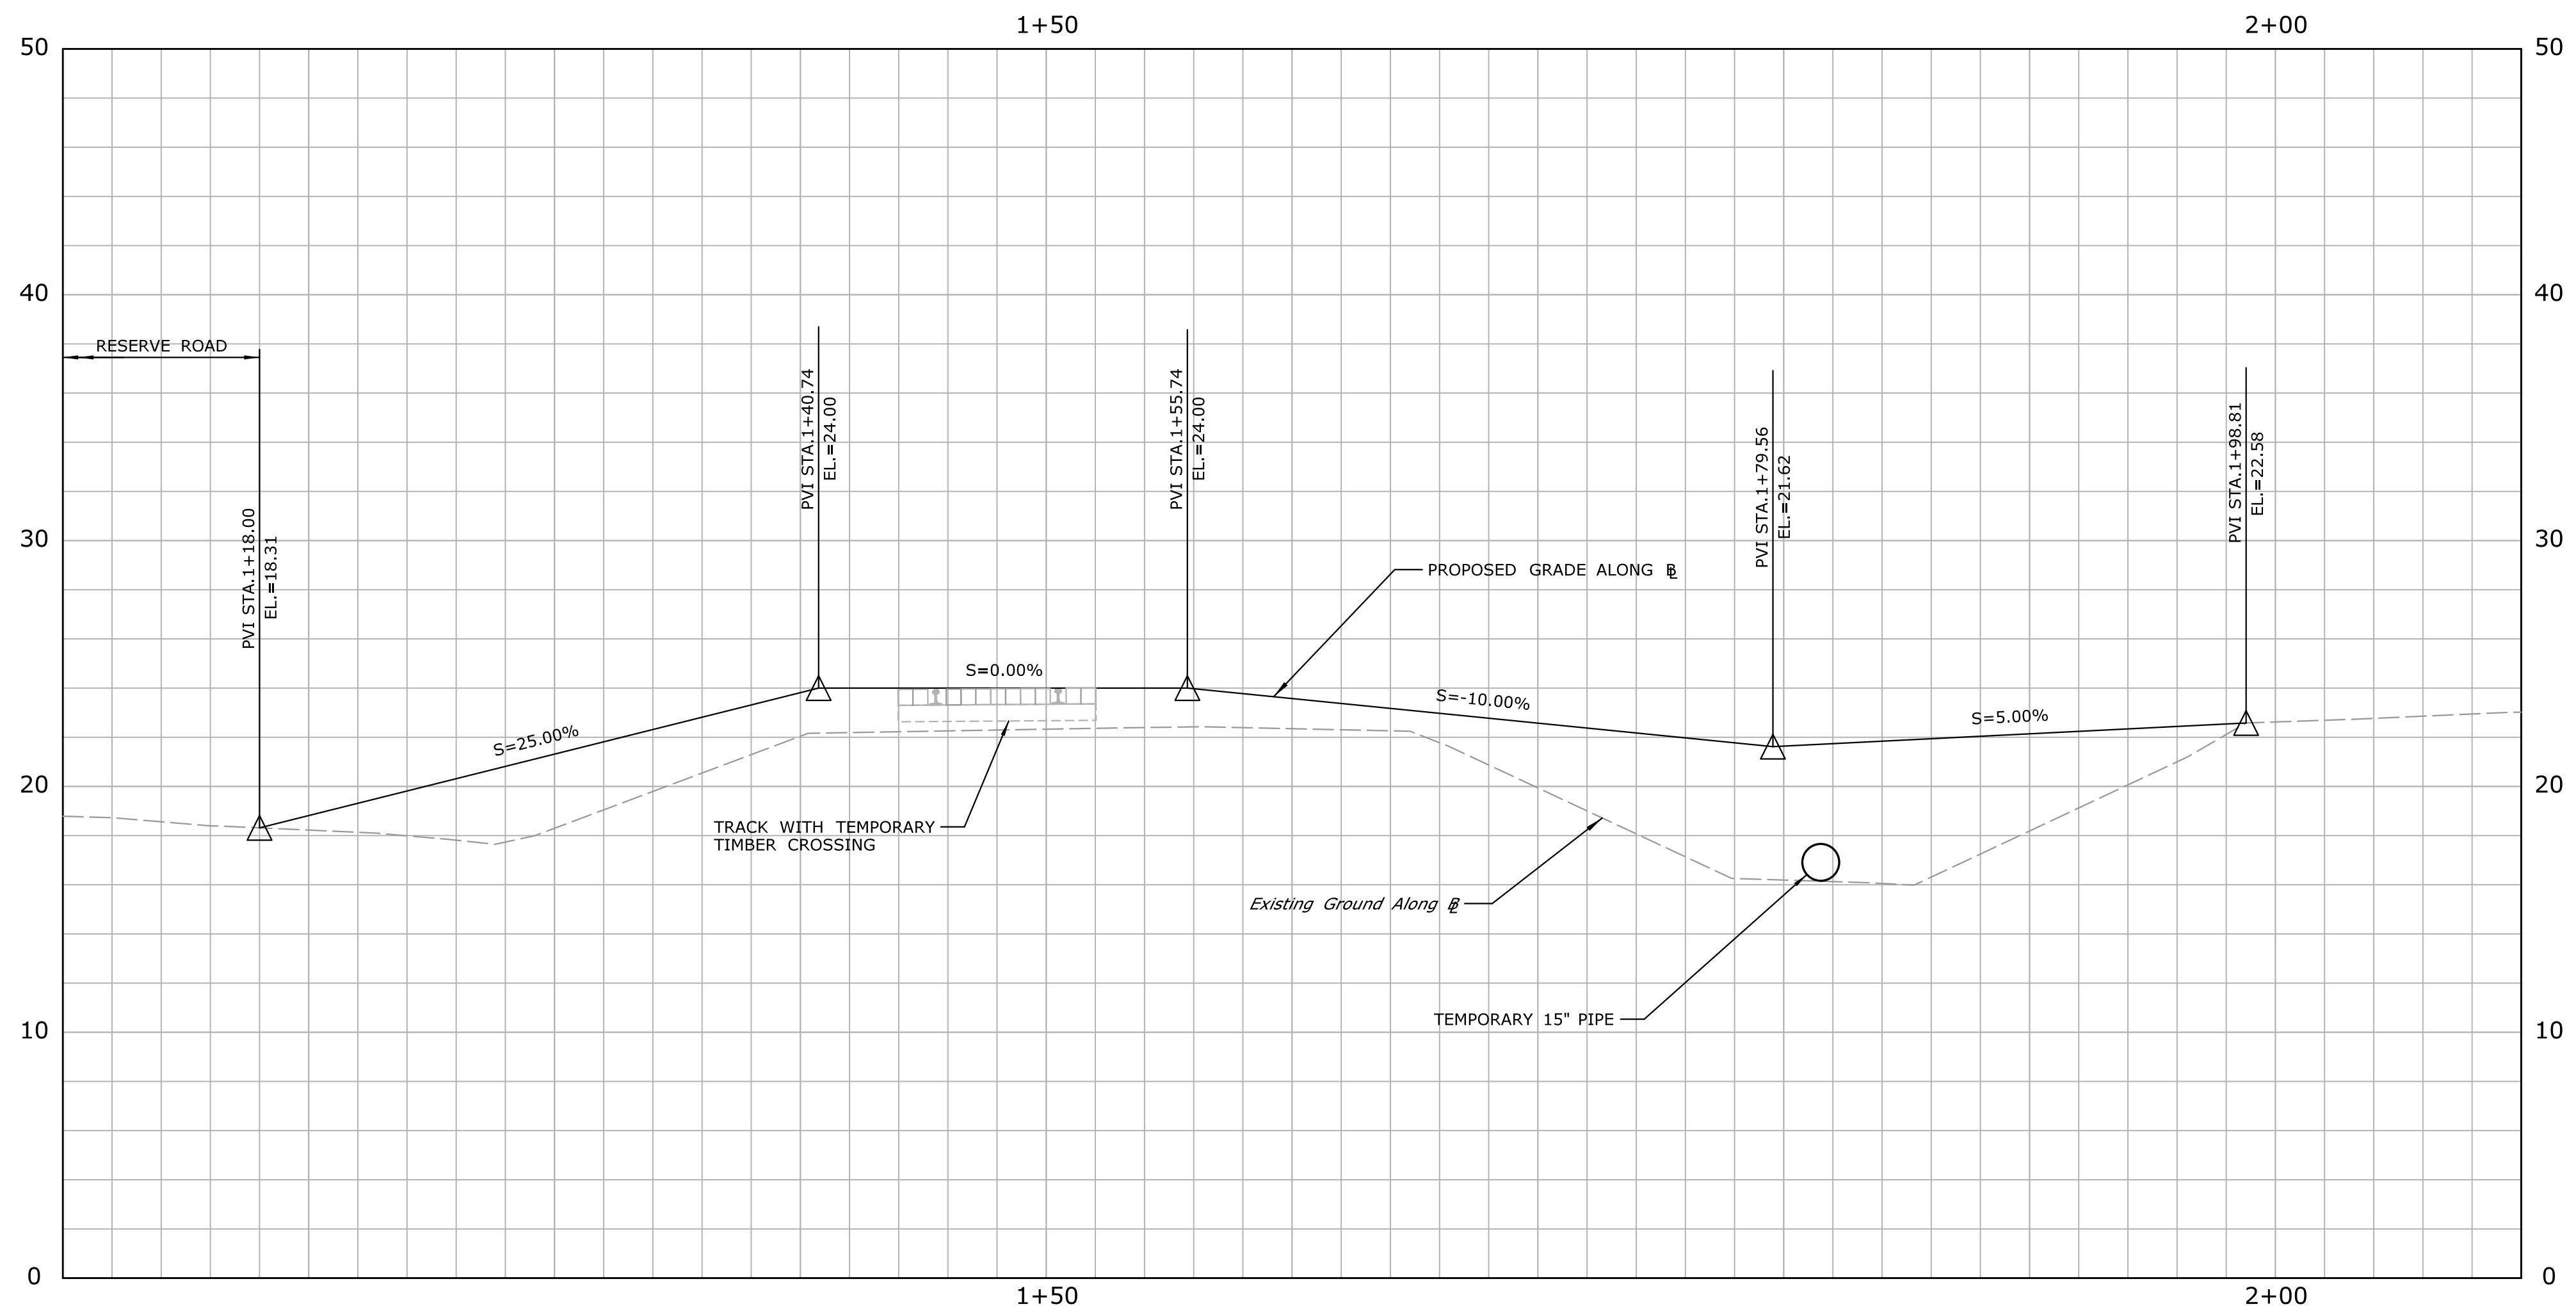 1+50
2+00
50
50
40
40
RESERVE ROAD
PVI STA.1+18.00
EL.=18.31
PVI STA.1+40.74
EL.=24.00
PVI STA.1+55.74
EL.=24.00
PVI STA.1+79.56
EL.=21.62
PVI STA.1+98.81
EL.=22.58
30
30
PROPOSED GRADE ALONG BL
S=25.00%
S=0.00%
S=-10.00%
S=5.00%
20
20
TRACK WITH TEMPORARY
TIMBER CROSSING
Existing Ground Along BL
TEMPORARY 15" PIPE
10
10
0
0
1+50
2+00